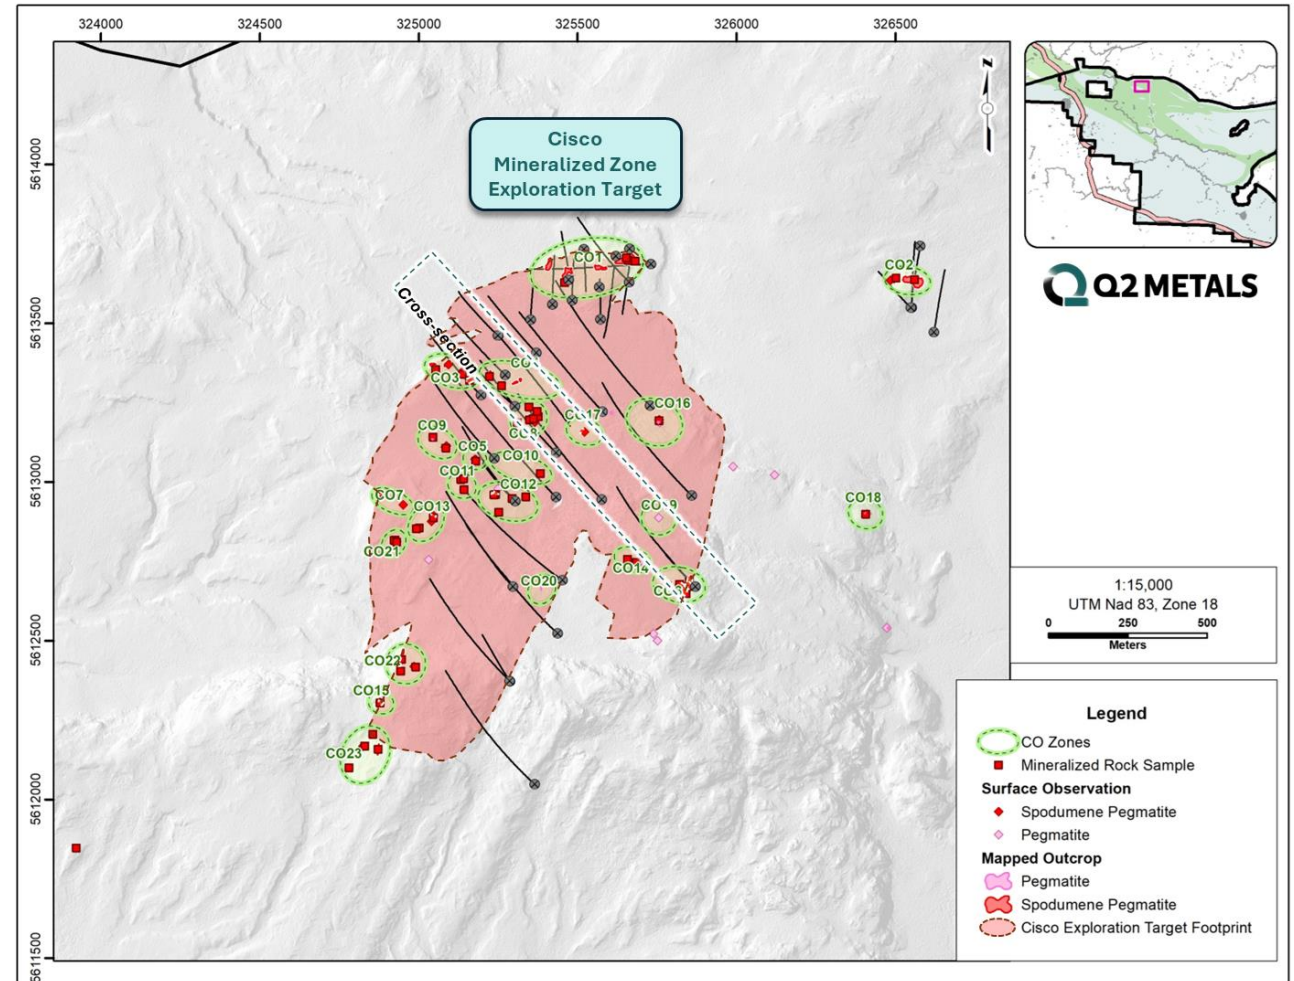 324000 324500 325000 325500 326000 326500
5614000
5613500
5613000
5612500
5612000
5611500
Cisco
Mineralized Zone
Exploration Target
Cross-section
CO1
CO2
CO3
CO16
CO17
CO9
CO5
CO10
CO11
CO12
CO7
CO13
CO18
CO19
CO21
CO14
CO20
CO22
CO15
CO23
Q2 METALS
1:15,000
UTM Nad 83, Zone 18
0 250 500
Meters
Legend
CO Zones
Mineralized Rock Sample
Surface Observation
Spodumene Pegmatite
Pegmatite
Mapped Outcrop
Pegmatite
Spodumene Pegmatite
Cisco Exploration Target Footprint